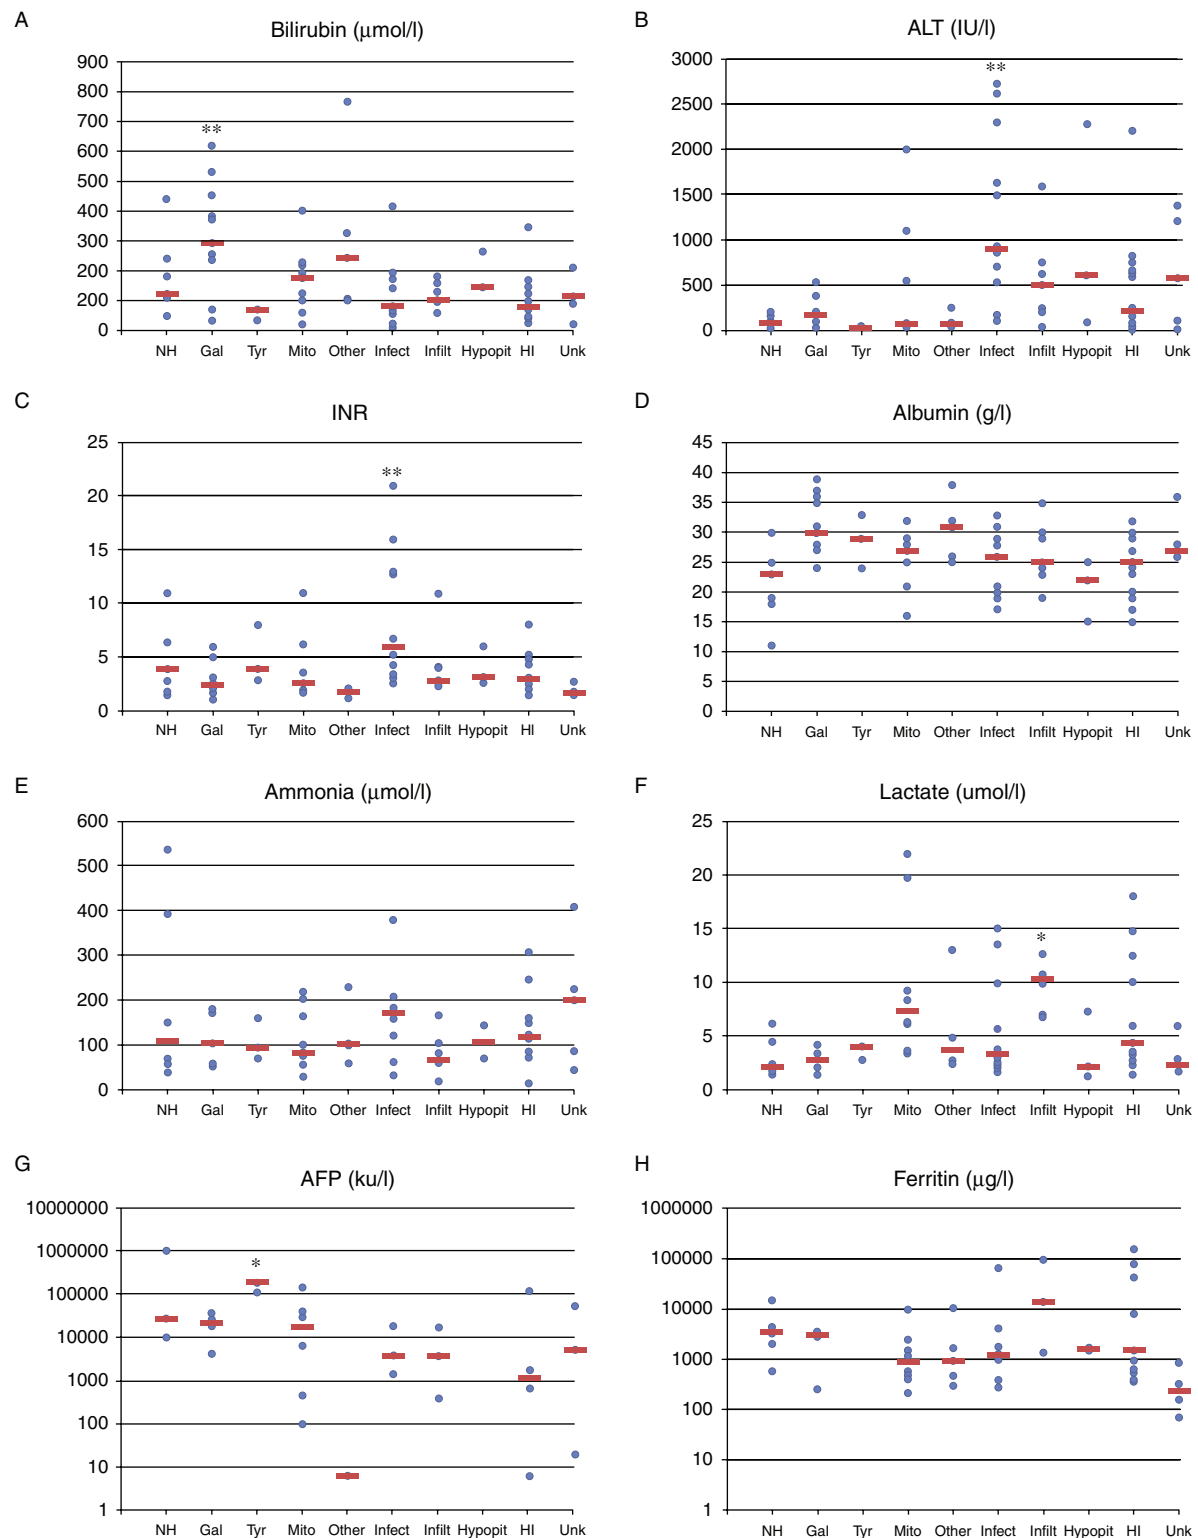 A
Bilirubin (μmol/l)
900
800
700
600
500
400
300
200
200
0
**
NH Gal Tyr Mito Other Infect Infilt Hypopit HI Unk
B
ALT (IU/l)
3000
2500
2000
1500
1000
500
0
**
NH Gal Tyr Mito Other Infect Infilt Hypopit HI Unk
C
INR
25
20
15
10
5
0
**
NH Gal Tyr Mito Other Infect Infilt Hypopit HI Unk
D
Albumin (g/l)
45
40
35
30
25
20
15
10
5
0
NH Gal Tyr Mito Other Infect Infilt Hypopit HI Unk
E
Ammonia (μmol/l)
600
500
400
300
200
100
0
NH Gal Tyr Mito Other Infect Infilt Hypopit HI Unk
F
Lactate (umol/l)
25
20
15
10
5
0
*
NH Gal Tyr Mito Other Infect Infilt Hypopit HI Unk
G
AFP (ku/l)
10000000
1000000
100000
10000
1000
100
10
1
*
NH Gal Tyr Mito Other Infect Infilt Hypopit HI Unk
H
Ferritin (μg/l)
1000000
100000
10000
1000
100
10
1
NH Gal Tyr Mito Other Infect Infilt Hypopit HI Unk